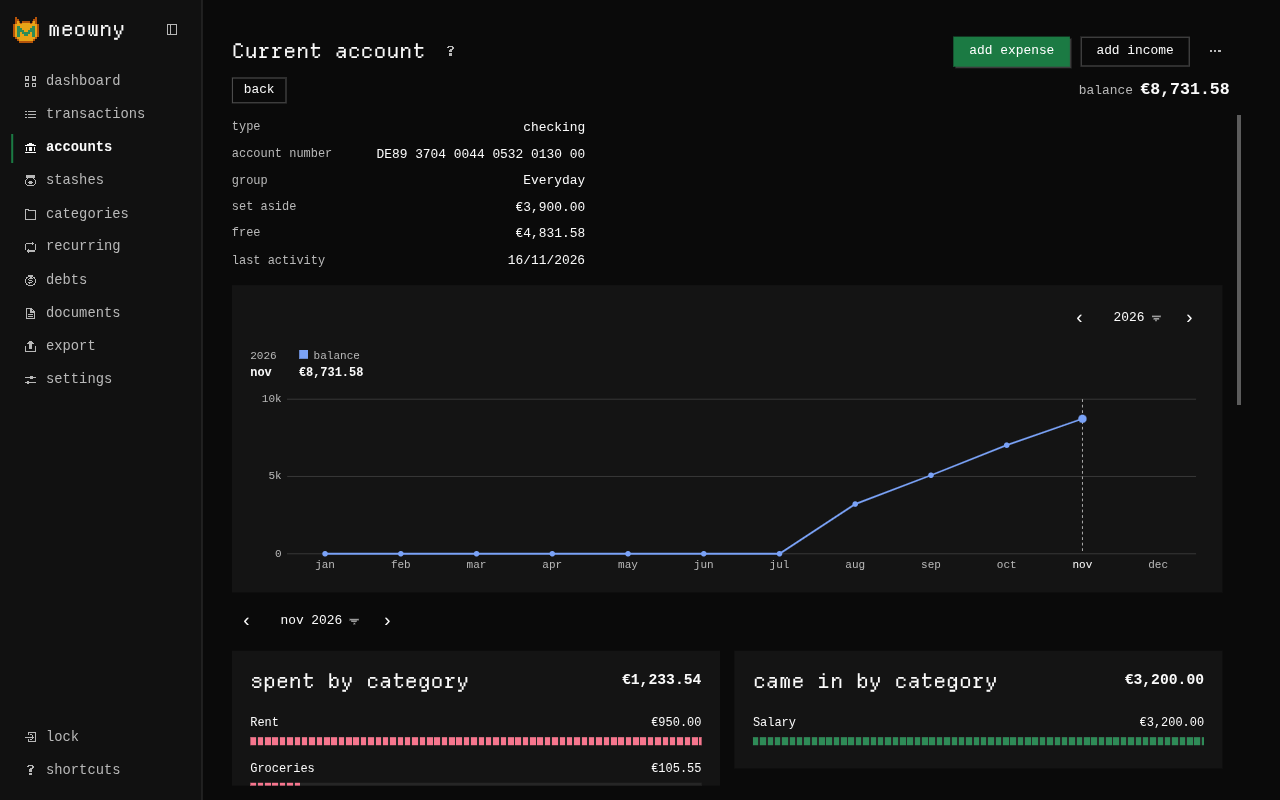 meowny
dashboard
transactions
accounts
stashes
categories
recurring
debts
documents
export
settings
lock
? shortcuts
Current account ?
add expense
add income
...
back
balance €8,731.58
type checking
account number DE89 3704 0044 0532 0130 00
group Everyday
set aside €3,900.00
free €4,831.58
last activity 16/11/2026
‹ 2026 ›
2026 balance
nov €8,731.58
10k
5k
0
jan feb mar apr may jun jul aug sep oct nov dec
‹ nov 2026 ›
spent by category €1,233.54
Rent €950.00
Groceries €105.55
came in by category €3,200.00
Salary €3,200.00